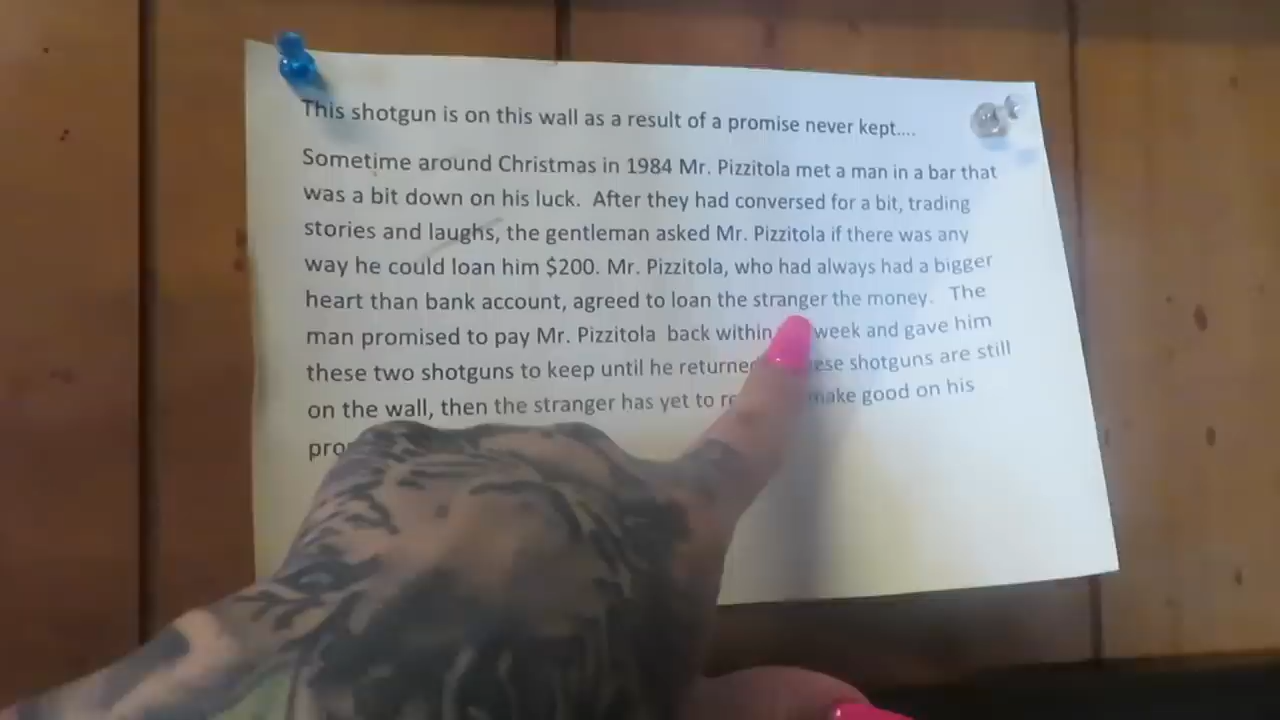 This shotgun is on this wall as a result of a promise never kept....
Sometime around Christmas in 1984 Mr. Pizzitola met a man in a bar that
was a bit down on his luck. After they had conversed for a bit, trading
stories and laughs, the gentleman asked Mr. Pizzitola if there was any
way he could loan him $200. Mr. Pizzitola, who had always had a bigger
heart than bank account, agreed to loan the stranger the money. The
man promised to pay Mr. Pizzitola back within week and gave him
these two shotguns to keep until he returned shotguns are still
on the wall, then the stranger has yet to make good on his